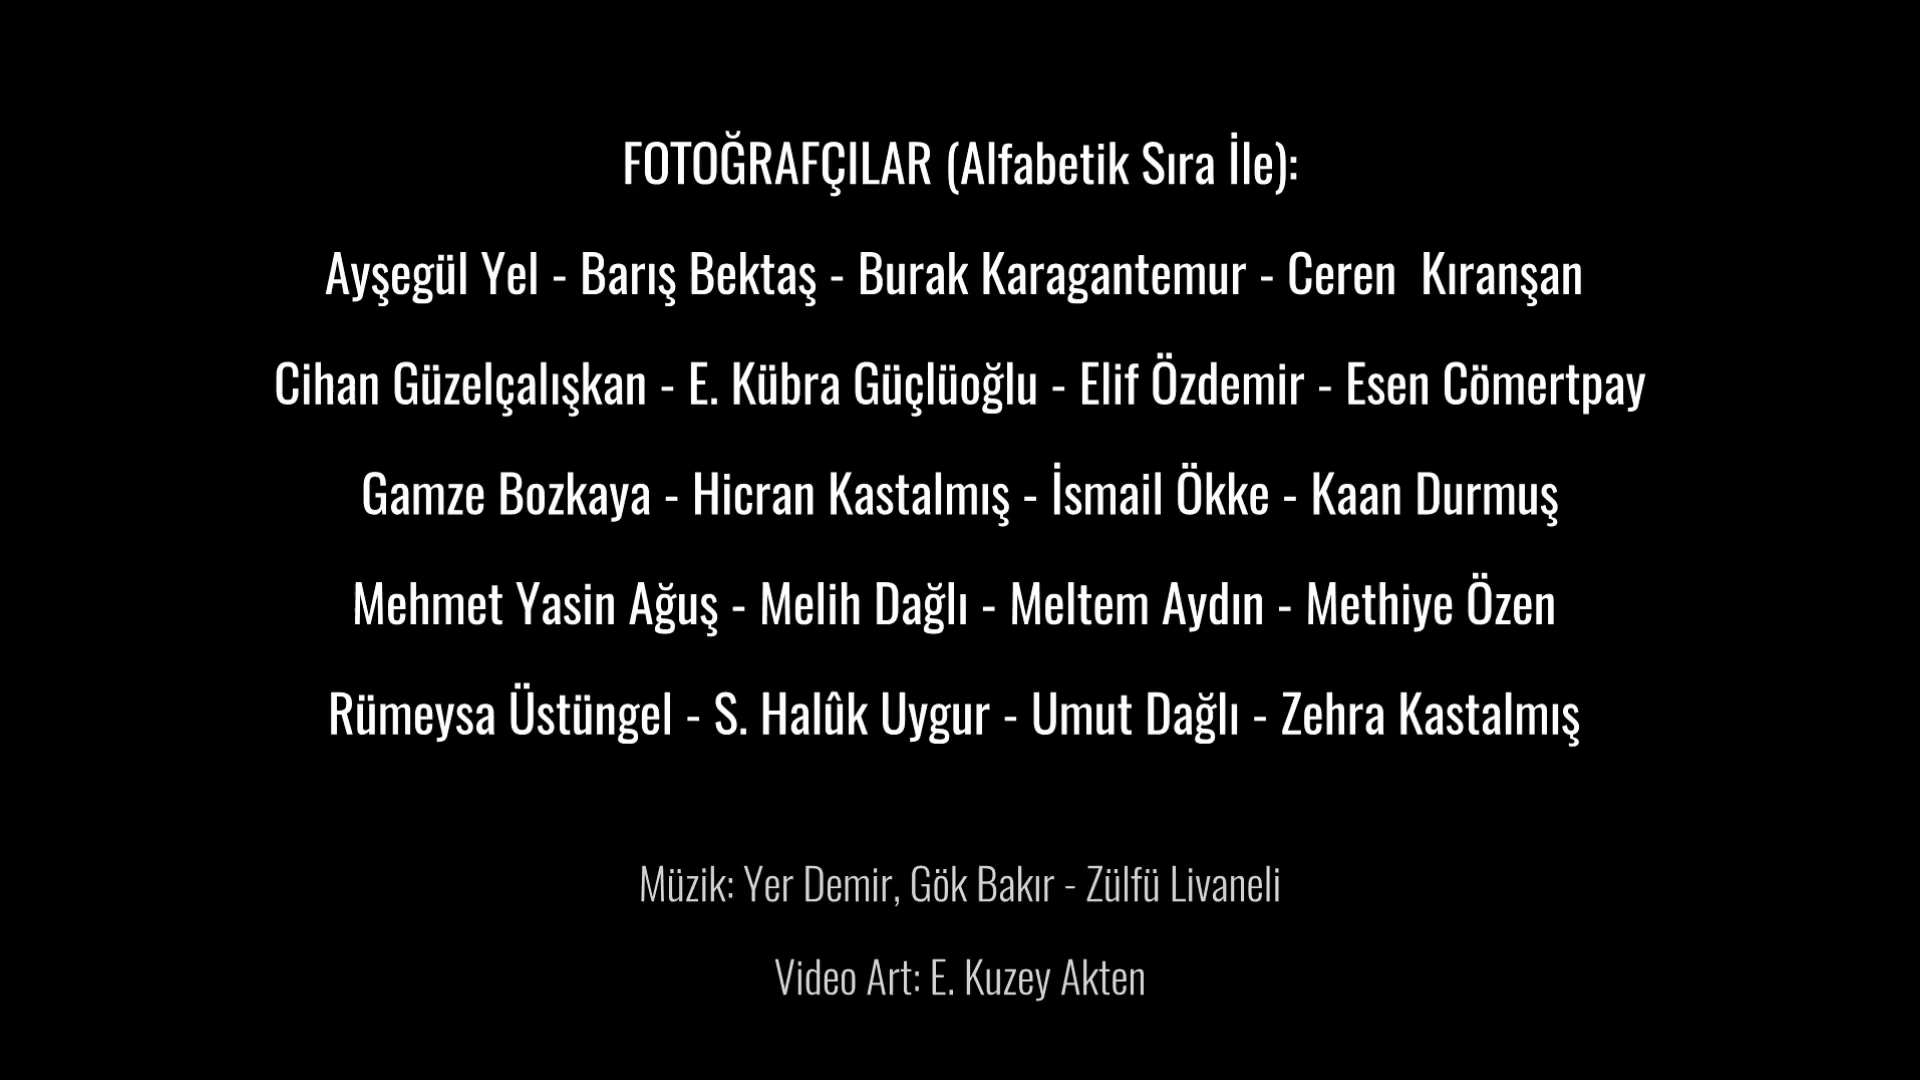 FOTOĞRAFÇILAR (Alfabetik Sıra İle):
Ayşegül Yel - Barış Bektaş - Burak Karagantemur - Ceren  Kıranşan
Cihan Güzelçalışkan - E. Kübra Güçlüoğlu - Elif Özdemir - Esen Cömertpay
Gamze Bozkaya - Hicran Kastalmış - İsmail Ökke - Kaan Durmuş
Mehmet Yasin Ağuş - Melih Dağlı - Meltem Aydın - Methiye Özen
Rümeysa Üstüngel - S. Halûk Uygur - Umut Dağlı - Zehra Kastalmış
Müzik: Yer Demir, Gök Bakır - Zülfü Livaneli
Video Art: E. Kuzey Akten